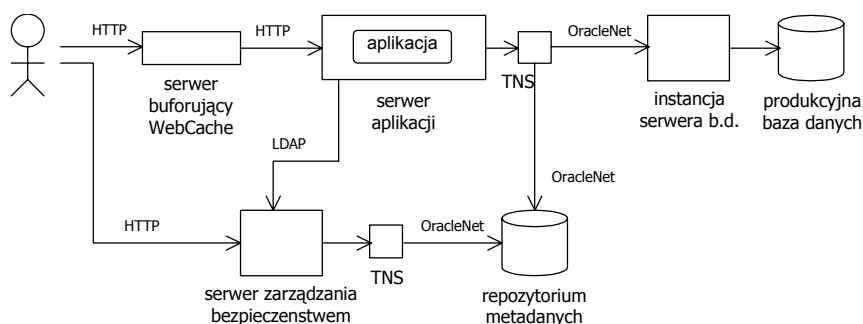 HTTP
HTTP
aplikacja
OracleNet
serwer
buforujący
WebCache
serwer
aplikacji
TNS
instancja
serwera b.d.
produkcyjna
baza danych
LDAP
OracleNet
HTTP
OracleNet
TNS
serwer zarządzania
bezpieczenstwem
repozytorium
metadanych